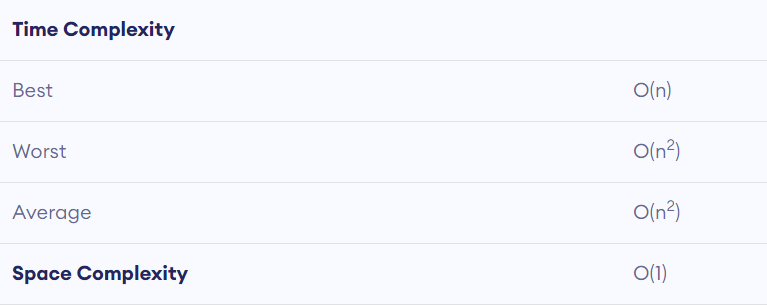 Time Complexity
Best O(n)
Worst O(n²)
Average O(n²)
Space Complexity O(1)